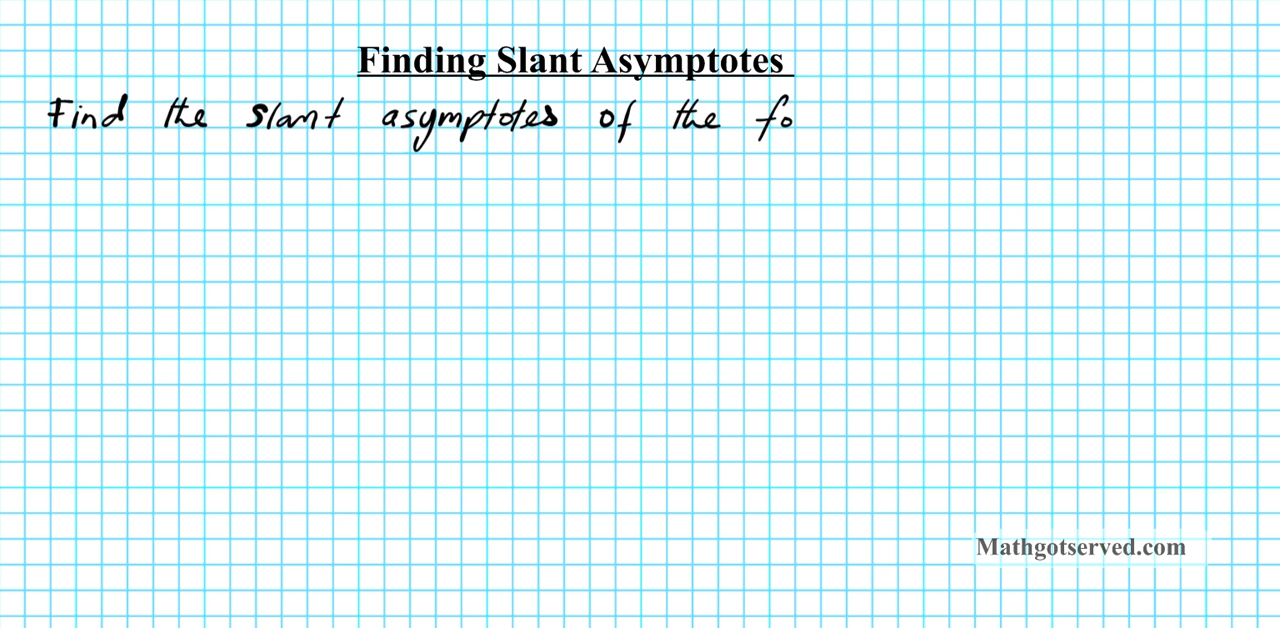 Finding Slant Asymptotes
Find the slant asymptotes of the fo
Mathgotserved.com